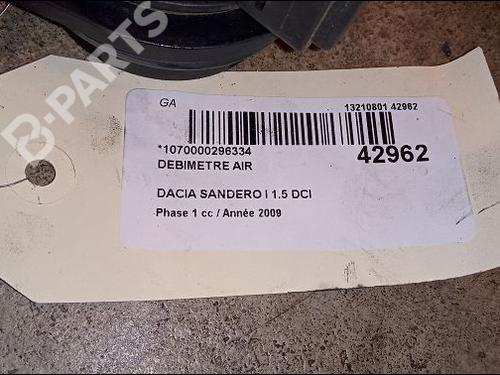 B-PARTS
GA
13210801 42962
*1070000296334
42962
DEBIMETRE AIR
DACIA SANDERO I 1.5 DCI
Phase 1 cc / Année 2009